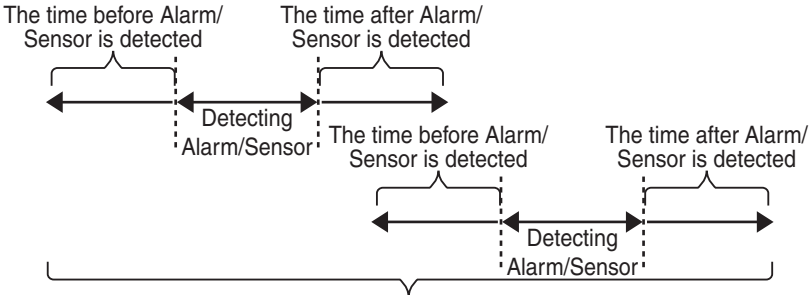 The time before Alarm/
Sensor is detected
The time after Alarm/
Sensor is detected
Detecting
Alarm/Sensor
The time before Alarm/
Sensor is detected
The time after Alarm/
Sensor is detected
Detecting
Alarm/Sensor